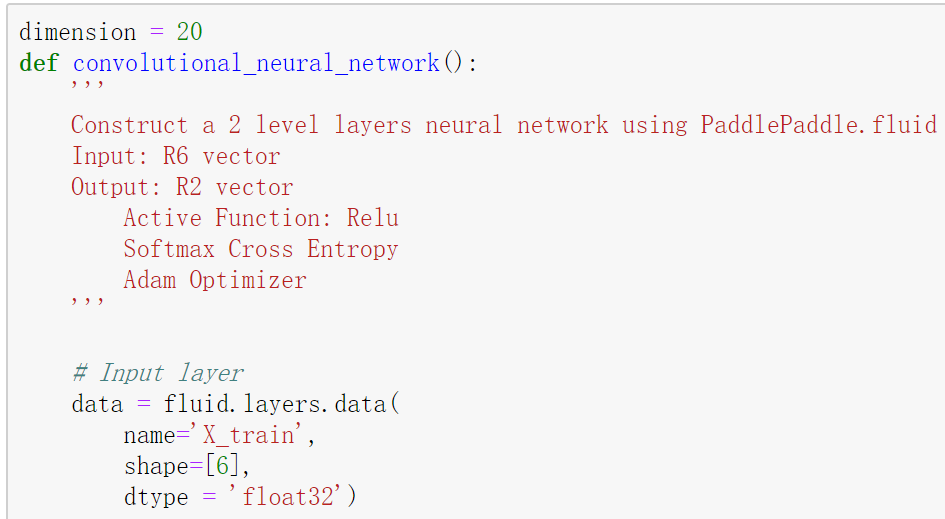 dimension = 20
def convolutional_neural_network():
    '''
    Construct a 2 level layers neural network using PaddlePaddle.fluid
    Input: R6 vector
    Output: R2 vector
        Active Function: Relu
        Softmax Cross Entropy
        Adam Optimizer
    '''
    # Input layer
    data = fluid.layers.data(
        name='X_train',
        shape=[6],
        dtype = 'float32')